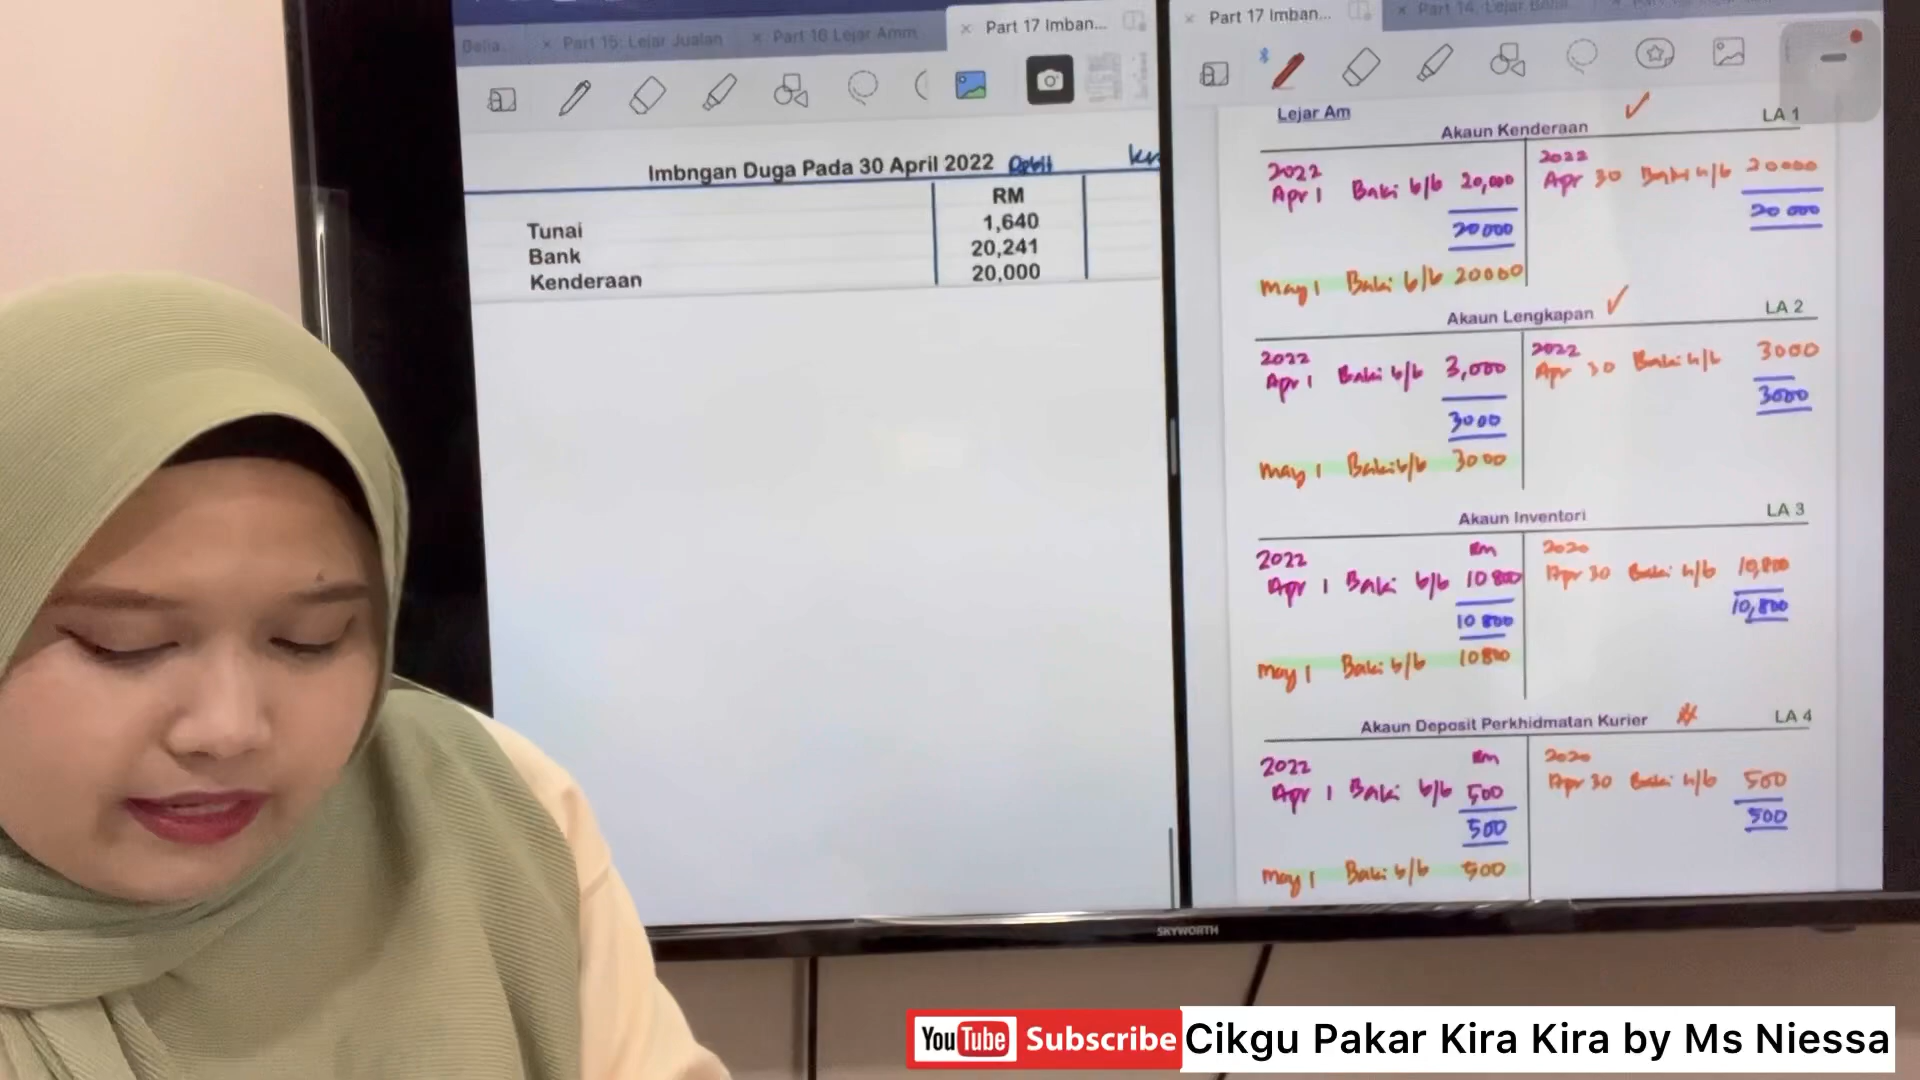 Part 15: Lejar Jualan
Part 16 Lejar Amm
Part 17 Imban...
Imbngan Duga Pada 30 April 2022 Debit
RM
Tunai 1,640
Bank 20,241
Kenderaan 20,000
Part 17 Imban...
Part 14: Lejar
Lejar Am
Akaun Kenderaan LA 1
2022 2022
Apr 1 Baki b/b 20,000 Apr 30 Baki h/b 20000
20000 20 000
May 1 Baki b/b 20000
Akaun Lengkapan LA 2
2022 2022
Apr 1 Baki b/b 3,000 Apr 30 Baki h/b 3000
3000 3000
May 1 Baki b/b 3000
Akaun Inventori LA 3
2022 Rm 2020
Apr 1 Baki b/b 10 800 Apr 30 Baki h/b 10,800
10 800 10,800
May 1 Baki b/b 10800
Akaun Deposit Perkhidmatan Kurier LA 4
2022 Rm 2020
Apr 1 Baki b/b 500 Apr 30 Baki h/b 500
500 500
May 1 Baki b/b 500
SKYWORTH
YouTube Subscribe Cikgu Pakar Kira Kira by Ms Niessa